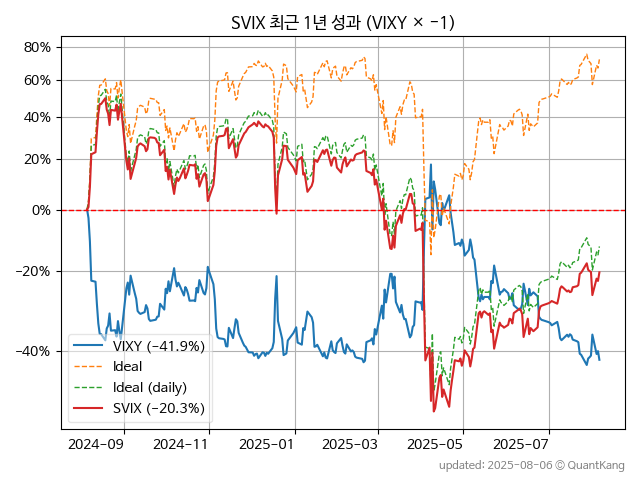 SVIX 최근 1년 성과 (VIXY × −1)
80%
60%
40%
20%
0%
−20%
−40%
VIXY (−41.9%)
Ideal
Ideal (daily)
SVIX (−20.3%)
2024-09
2024-11
2025-01
2025-03
2025-05
2025-07
updated: 2025-08-06 © QuantKang